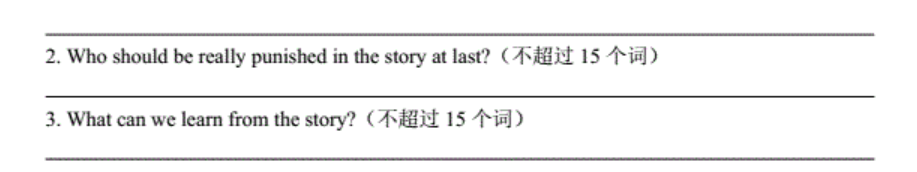 2. Who should be really punished in the story at last?（不超过 15 个词）
3. What can we learn from the story?（不超过 15 个词）